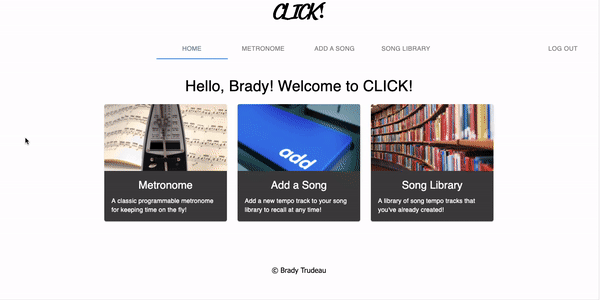 CLICK!
HOME METRONOME ADD A SONG SONG LIBRARY LOG OUT
Hello, Brady! Welcome to CLICK!
add
Metronome
A classic programmable metronome
for keeping time on the fly!
Add a Song
Add a new tempo track to your song
library to recall at any time!
Song Library
A library of song tempo tracks that
you've already created!
© Brady Trudeau